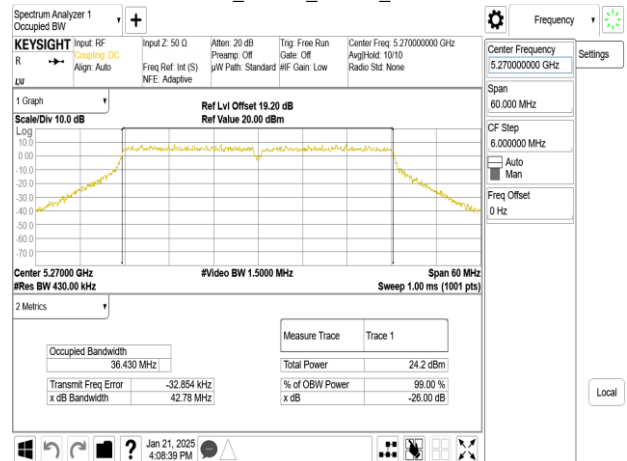 Spectrum Analyzer 1
Occupied BW
Frequency
KEYSIGHT
R
LXI
Input: RF
Coupling: DC
Align: Auto
Input Z: 50 Ω
Freq Ref: Int (S)
NFE: Adaptive
Atten: 20 dB
Preamp: Off
µW Path: Standard
Trig: Free Run
Gate: Off
#IF Gain: Low
Center Freq: 5.270000000 GHz
Avg|Hold: 10/10
Radio Std: None
Center Frequency
5.270000000 GHz
Settings
Span
60.000 MHz
CF Step
6.000000 MHz
Auto
Man
Freq Offset
0 Hz
Local
1 Graph
Scale/Div 10.0 dB
Ref Lvl Offset 19.20 dB
Ref Value 20.00 dBm
Log
10.0
0.00
-10.0
-20.0
-30.0
-40.0
-50.0
-60.0
-70.0
Center 5.27000 GHz
#Res BW 430.00 kHz
#Video BW 1.5000 MHz
Span 60 MHz
Sweep 1.00 ms (1001 pts)
2 Metrics
Occupied Bandwidth
36.430 MHz
Transmit Freq Error -32.854 kHz
x dB Bandwidth 42.78 MHz
Measure Trace Trace 1
Total Power 24.2 dBm
% of OBW Power 99.00 %
x dB -26.00 dB
?
Jan 21, 2025
4:08:39 PM